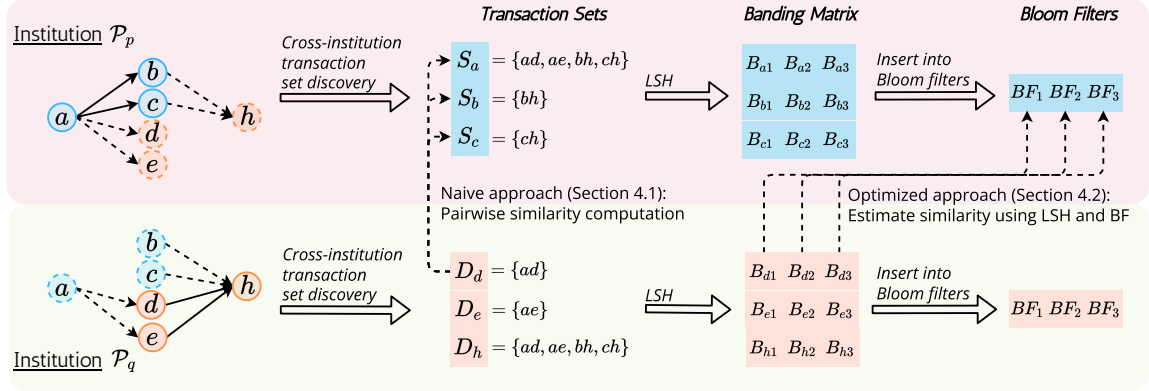 Transaction Sets
Banding Matrix
Bloom Filters
Institution 𝒫p
a
b
c
d
e
h
Cross-institution
transaction
set discovery
Sa = {ad, ae, bh, ch}
Sb = {bh}
Sc = {ch}
LSH
Ba1 Ba2 Ba3
Bb1 Bb2 Bb3
Bc1 Bc2 Bc3
Insert into
Bloom filters
BF1 BF2 BF3
Naive approach (Section 4.1):
Pairwise similarity computation
Optimized approach (Section 4.2):
Estimate similarity using LSH and BF
b
c
a
d
e
h
Institution 𝒫q
Cross-institution
transaction
set discovery
Dd = {ad}
De = {ae}
Dh = {ad, ae, bh, ch}
LSH
Bd1 Bd2 Bd3
Be1 Be2 Be3
Bh1 Bh2 Bh3
Insert into
Bloom filters
BF1 BF2 BF3